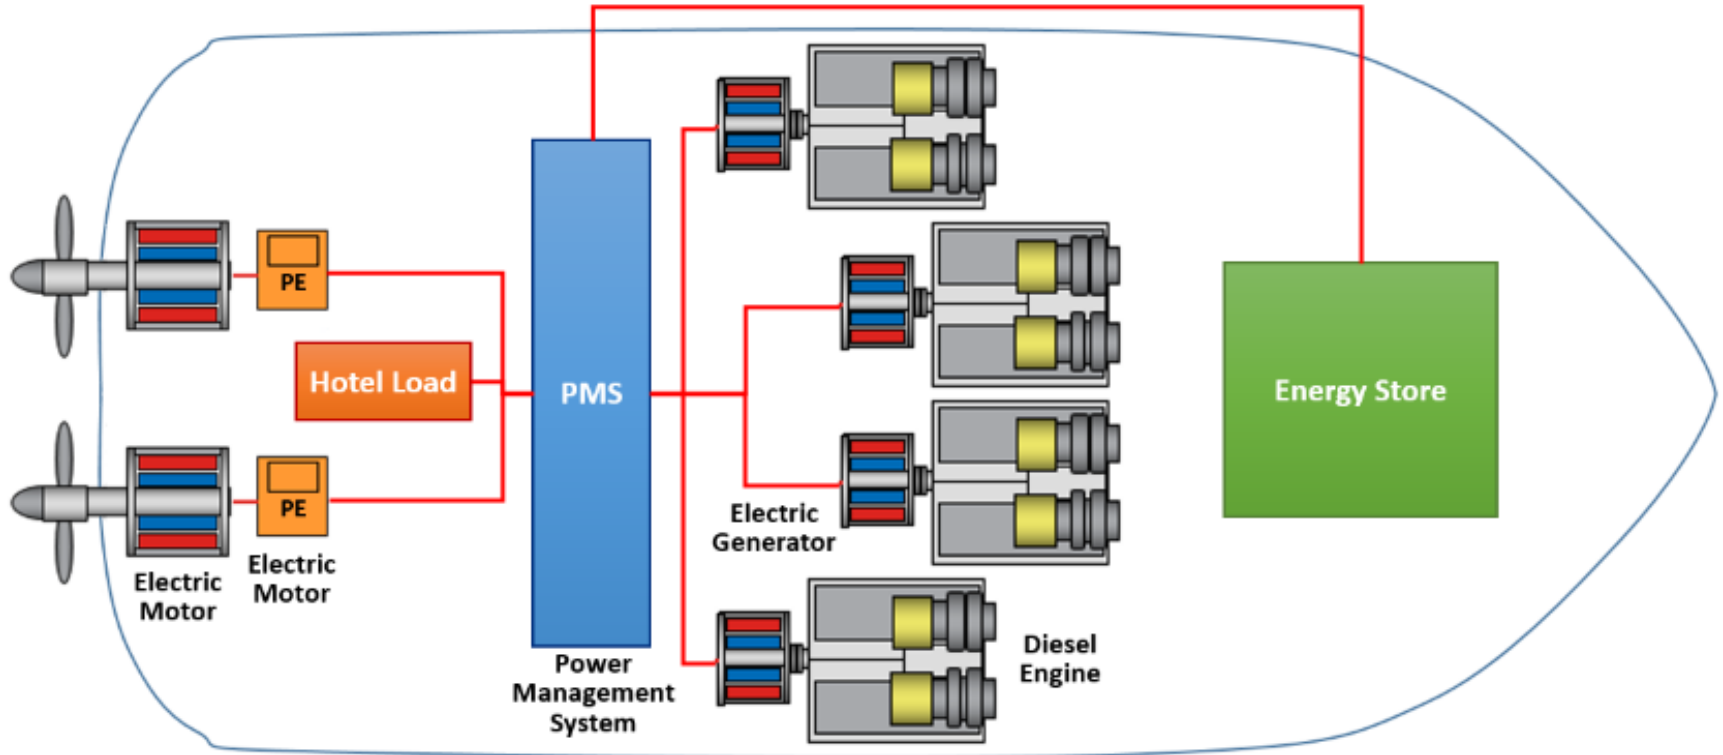 PE
Hotel Load
PMS
Energy Store
PE
Electric
Generator
Electric
Motor
Electric
Motor
Power
Management
System
Diesel
Engine